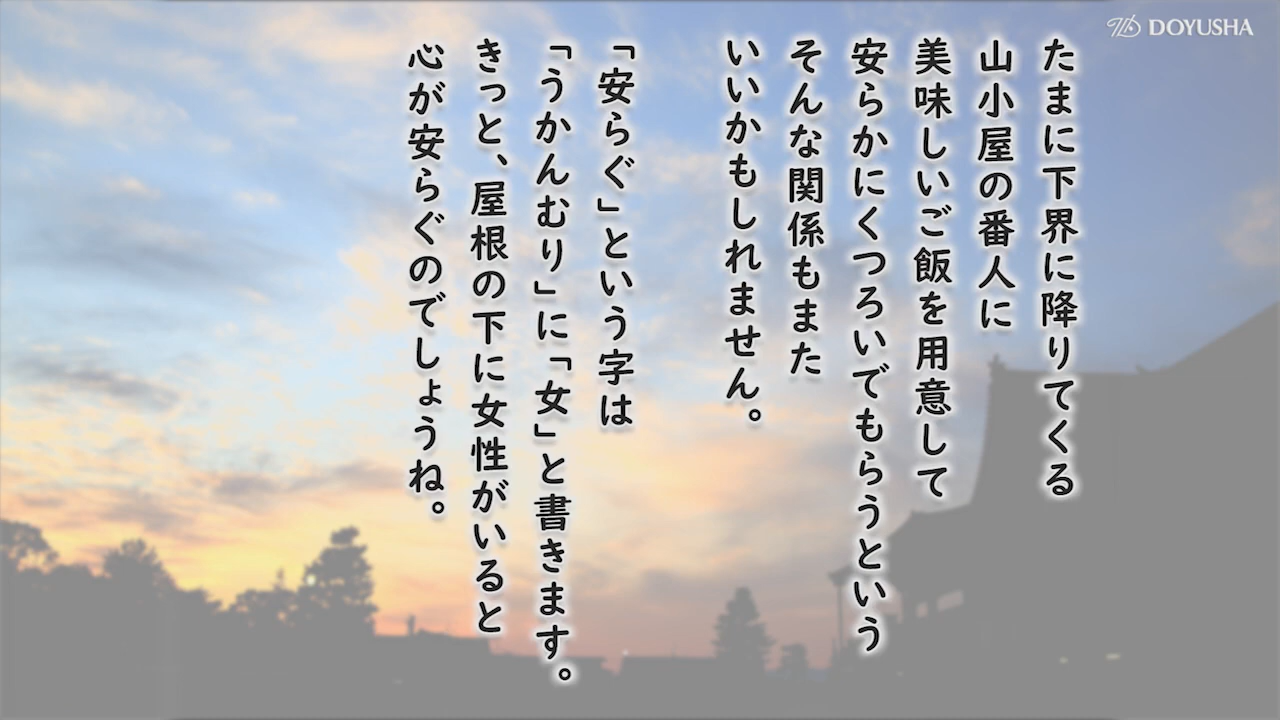 DOYUSHA
たまに下界に降りてくる
山小屋の番人に
美味しいご飯を用意して
安らかにくつろいでもらうという
そんな関係もまた
いいかもしれません。
「安らぐ」という字は
「うかんむり」に「女」と書きます。
きっと、屋根の下に女性がいると
心が安らぐのでしょうね。